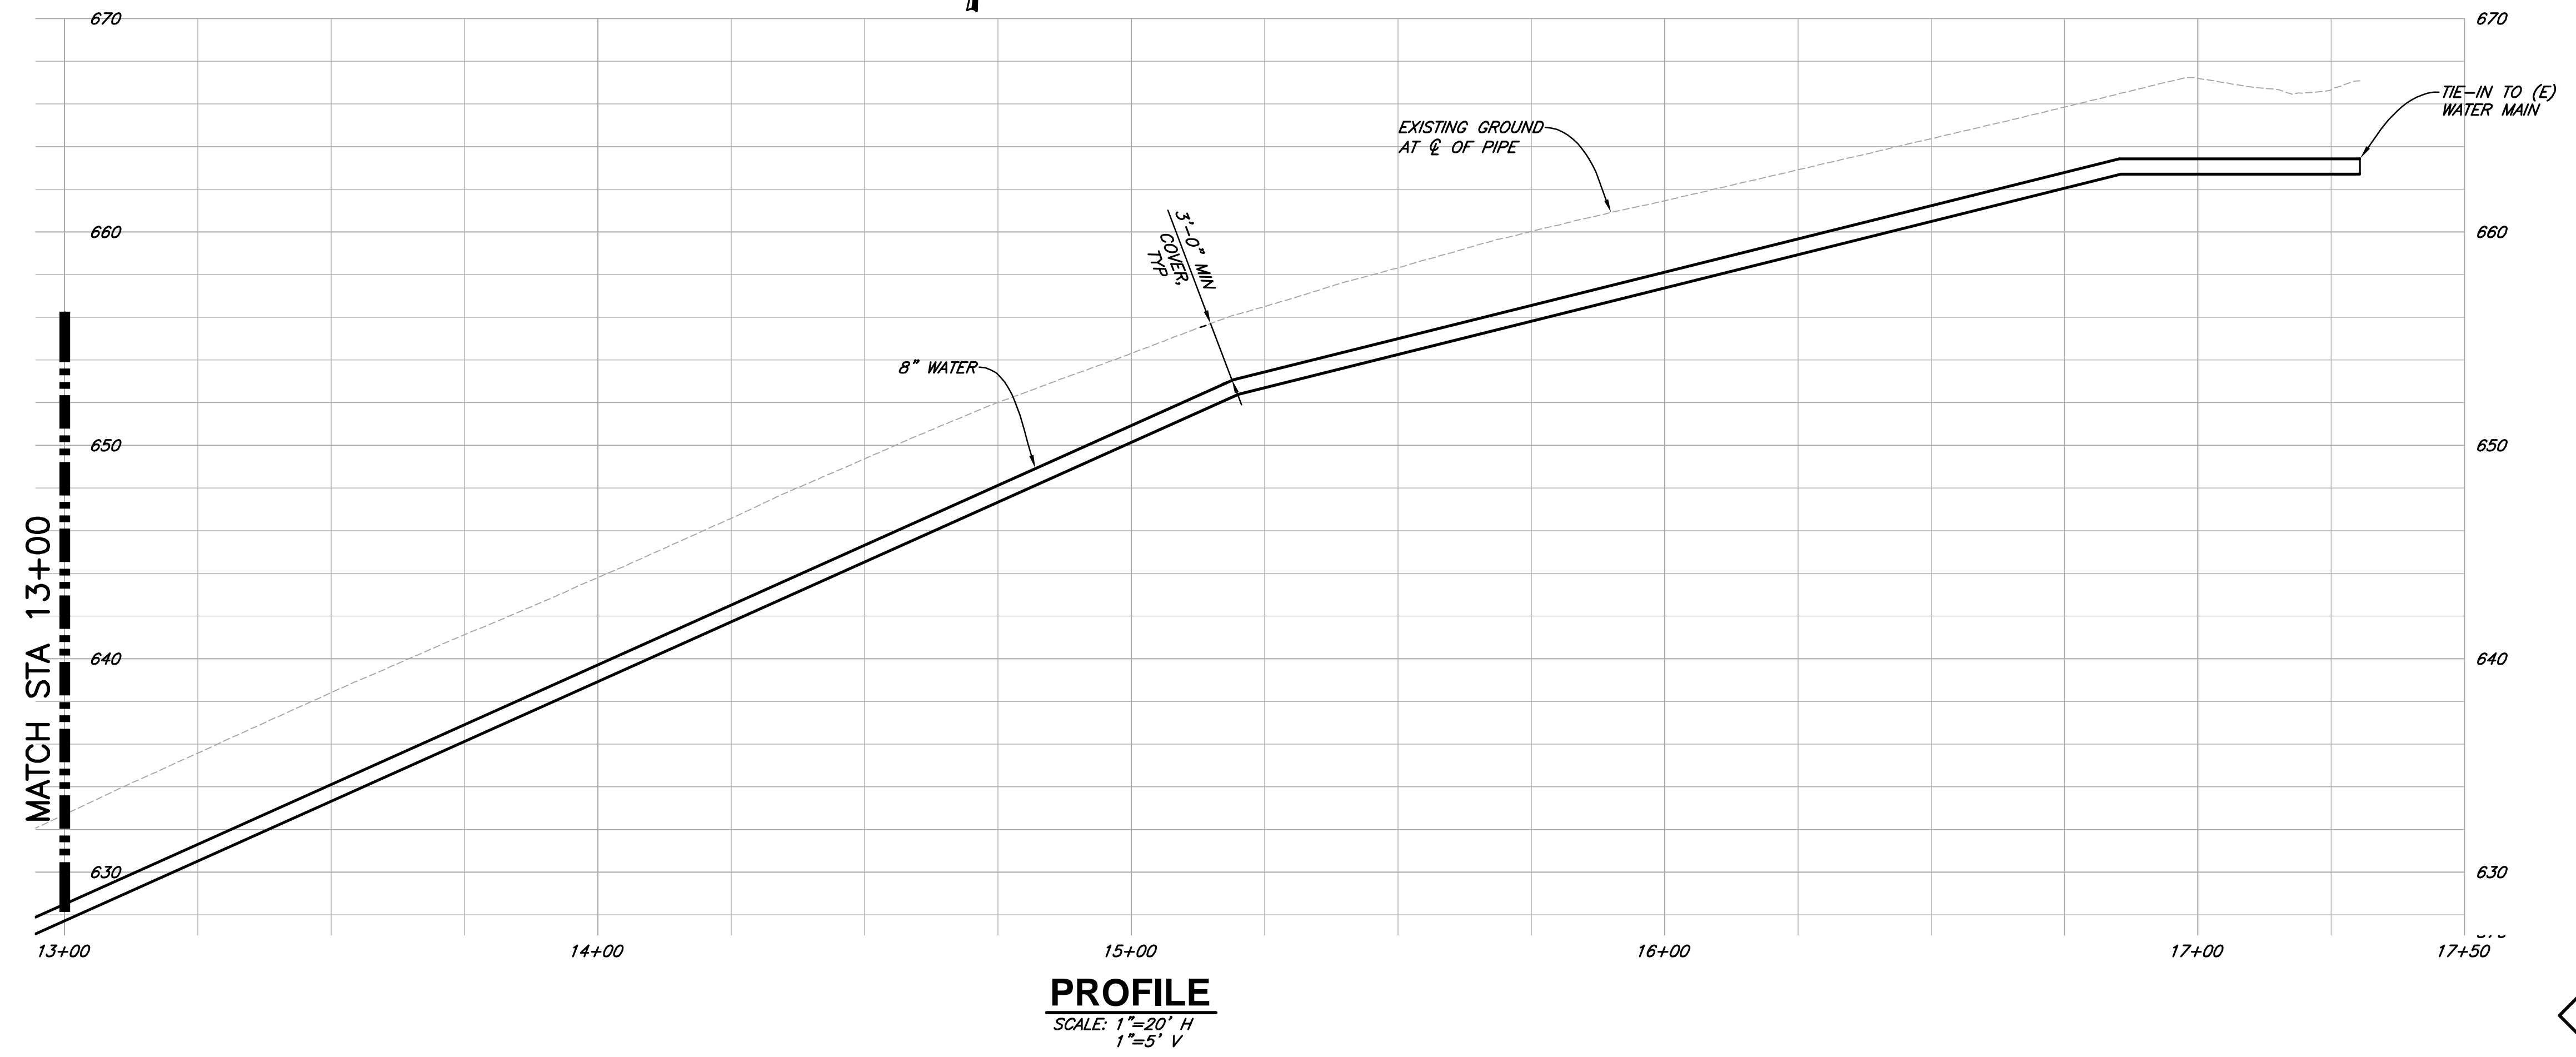 670
670
TIE-IN TO (E)
WATER MAIN
EXISTING GROUND
AT ℄ OF PIPE
660
3'-0" MIN
COVER,
TYP
660
8" WATER
650
650
MATCH STA 13+00
640
640
630
630
13+00
14+00
15+00
16+00
17+00
17+50
PROFILE
SCALE: 1"=20' H
1"=5' V